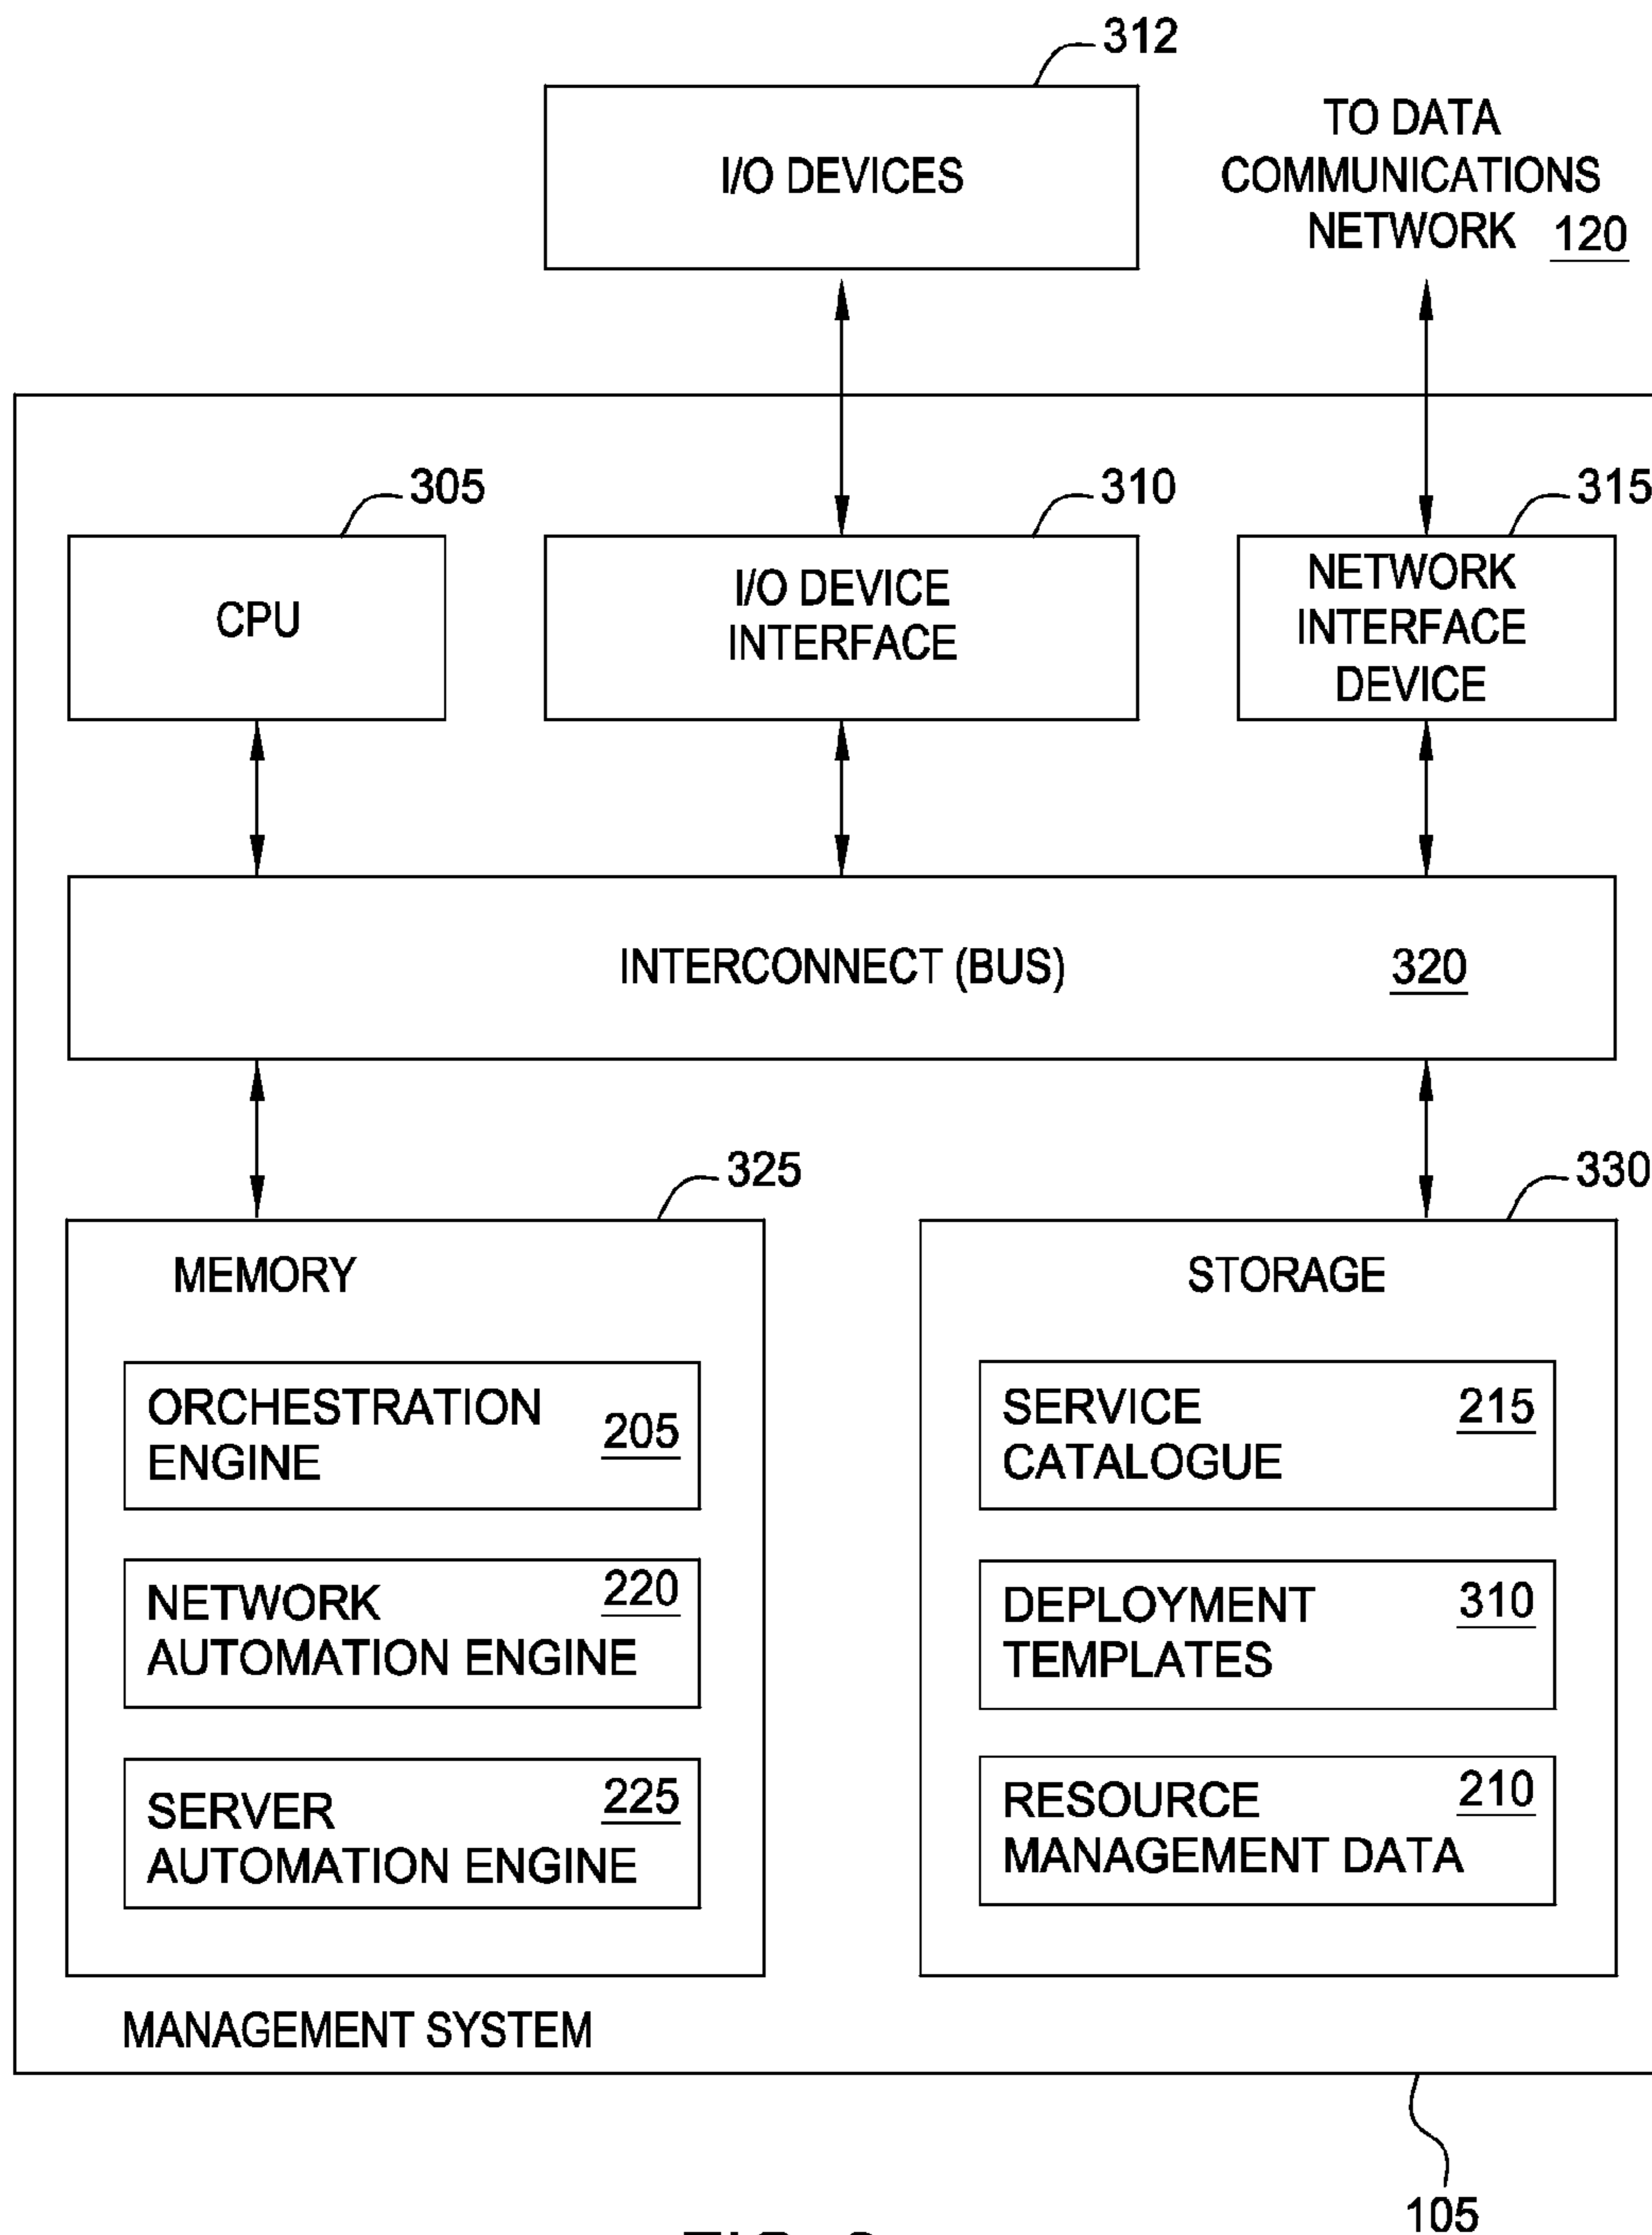 312
I/O DEVICES
TO DATA
COMMUNICATIONS
NETWORK 120
305
310
315
CPU
I/O DEVICE
INTERFACE
NETWORK
INTERFACE
DEVICE
INTERCONNECT (BUS) 320
325
330
MEMORY
ORCHESTRATION
ENGINE 205
NETWORK 220
AUTOMATION ENGINE
SERVER 225
AUTOMATION ENGINE
STORAGE
SERVICE 215
CATALOGUE
DEPLOYMENT 310
TEMPLATES
RESOURCE 210
MANAGEMENT DATA
MANAGEMENT SYSTEM
105